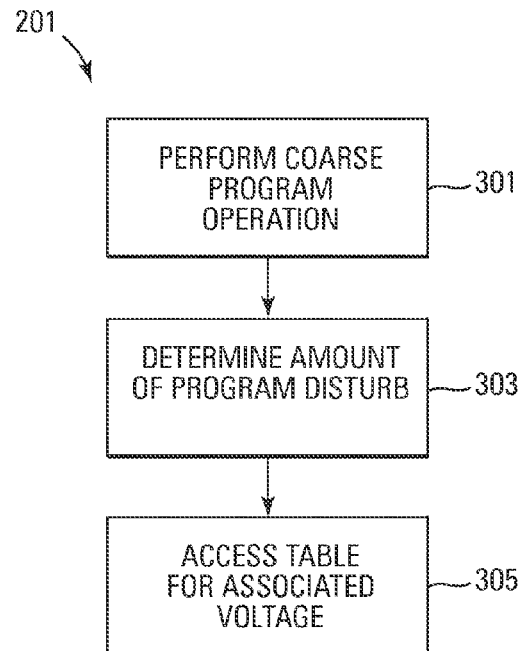 201
PERFORM COARSE
PROGRAM
OPERATION
301
DETERMINE AMOUNT
OF PROGRAM DISTURB
303
ACCESS TABLE
FOR ASSOCIATED
VOLTAGE
305